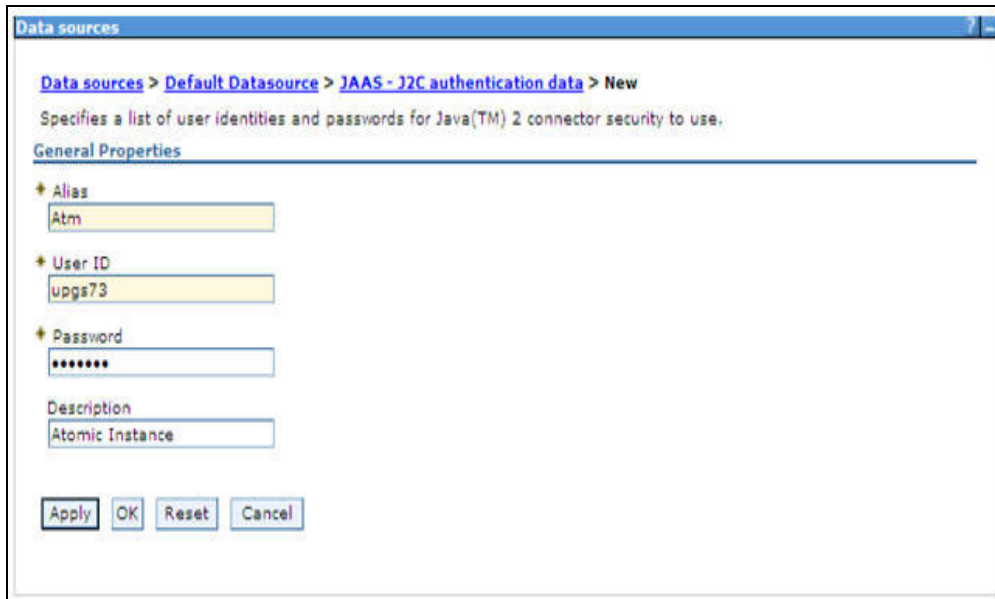 Data sources ? -
Data sources > Default Datasource > JAAS - J2C authentication data > New
Specifies a list of user identities and passwords for Java(TM) 2 connector security to use.
General Properties
Alias
Atm
User ID
upgs73
Password
•••••••
Description
Atomic Instance
Apply OK Reset Cancel